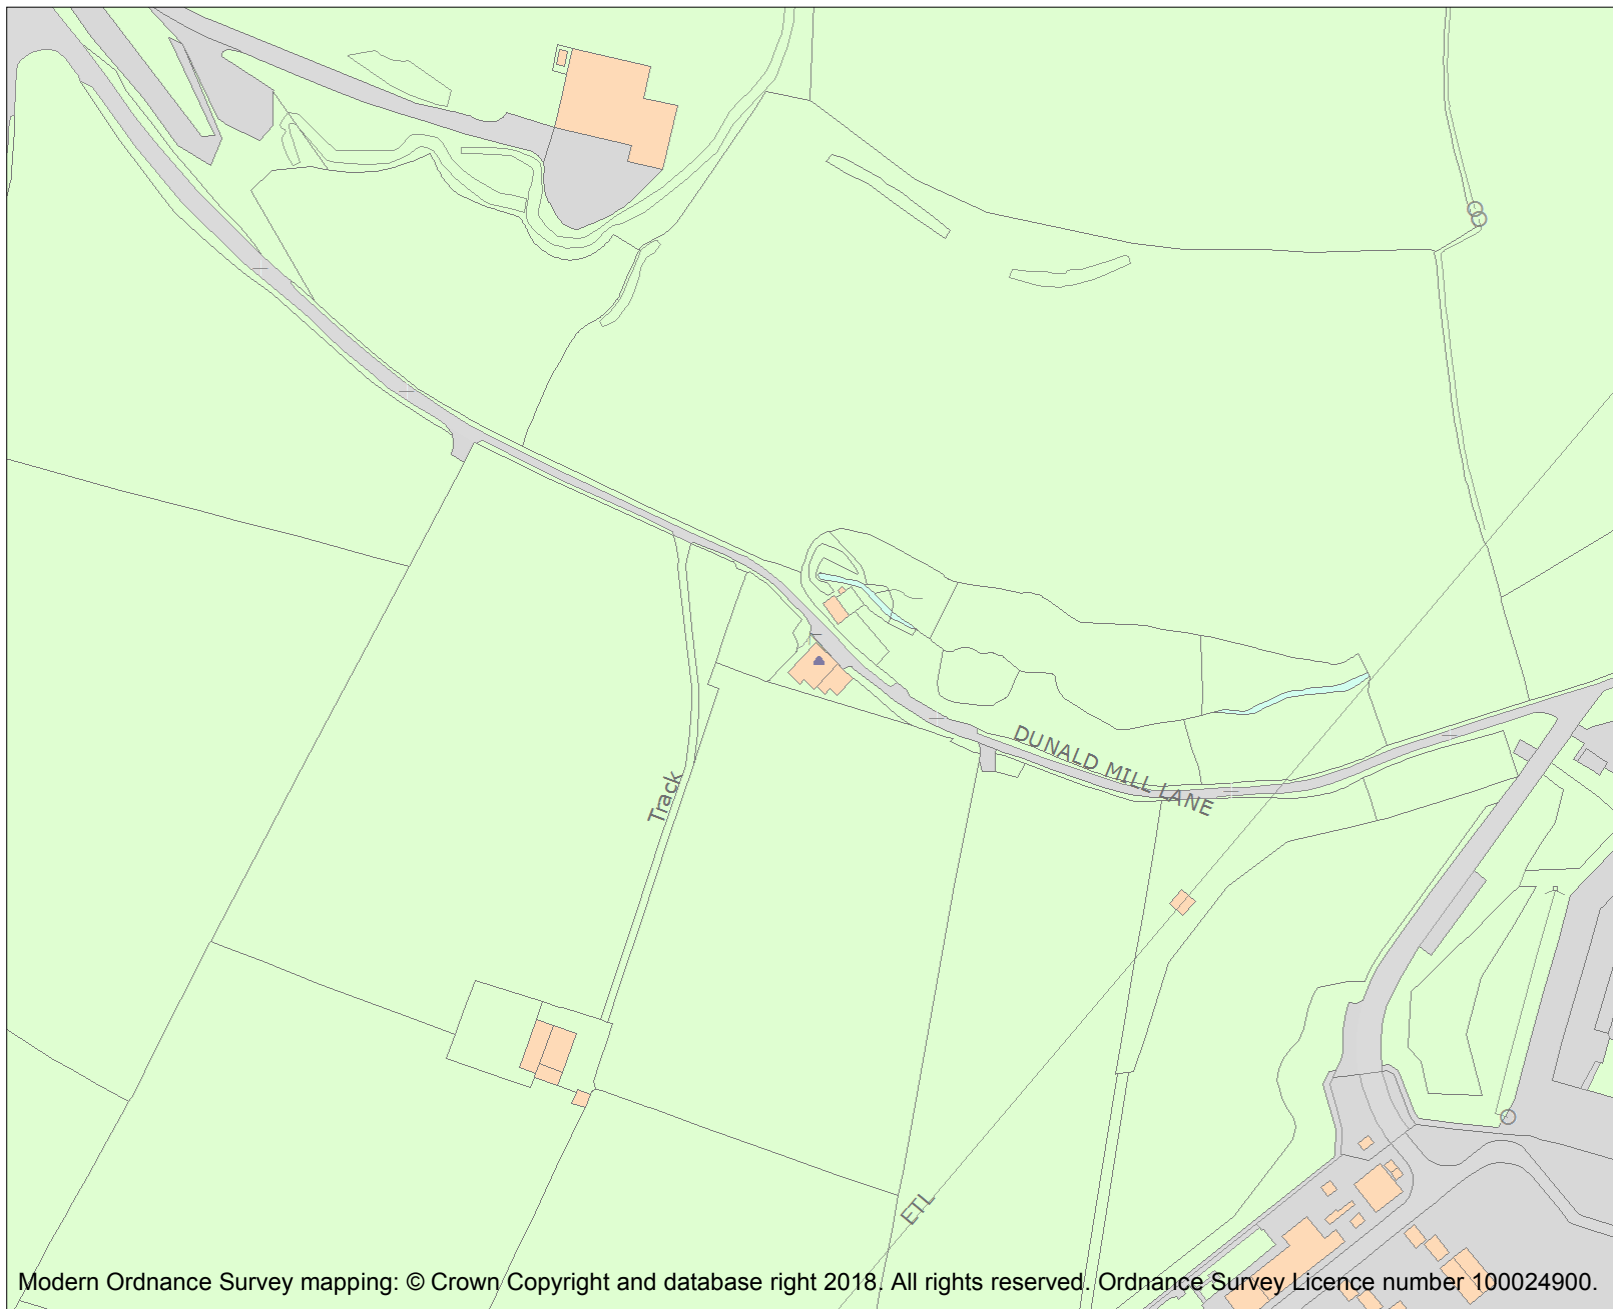 DUNALD MILL LANE
Track
ETL
Modern Ordnance Survey mapping: © Crown Copyright and database right 2018. All rights reserved. Ordnance Survey Licence number 100024900.